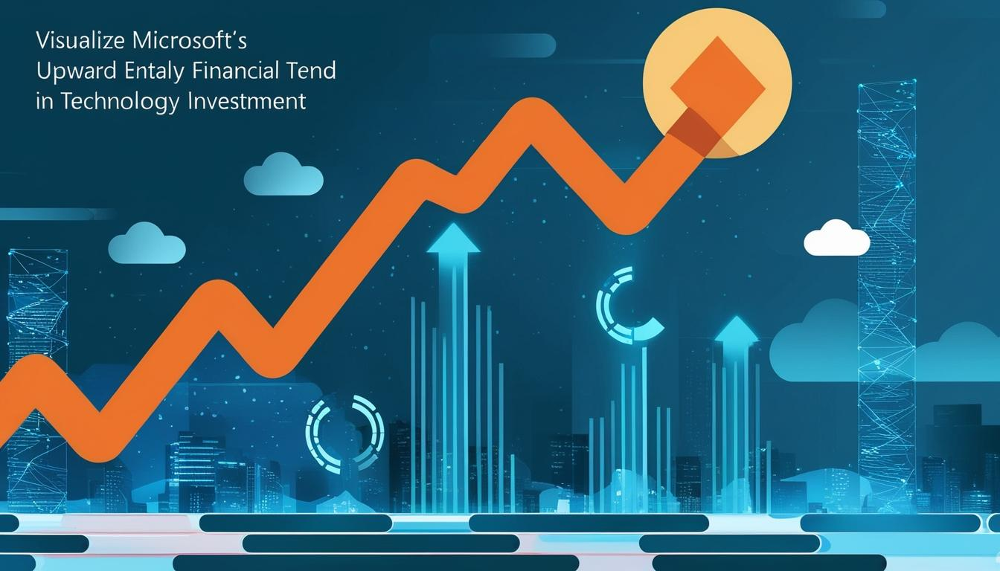 Visualize Microsoft‘s
Upward Entaly Financial Tend
in Technology Investment